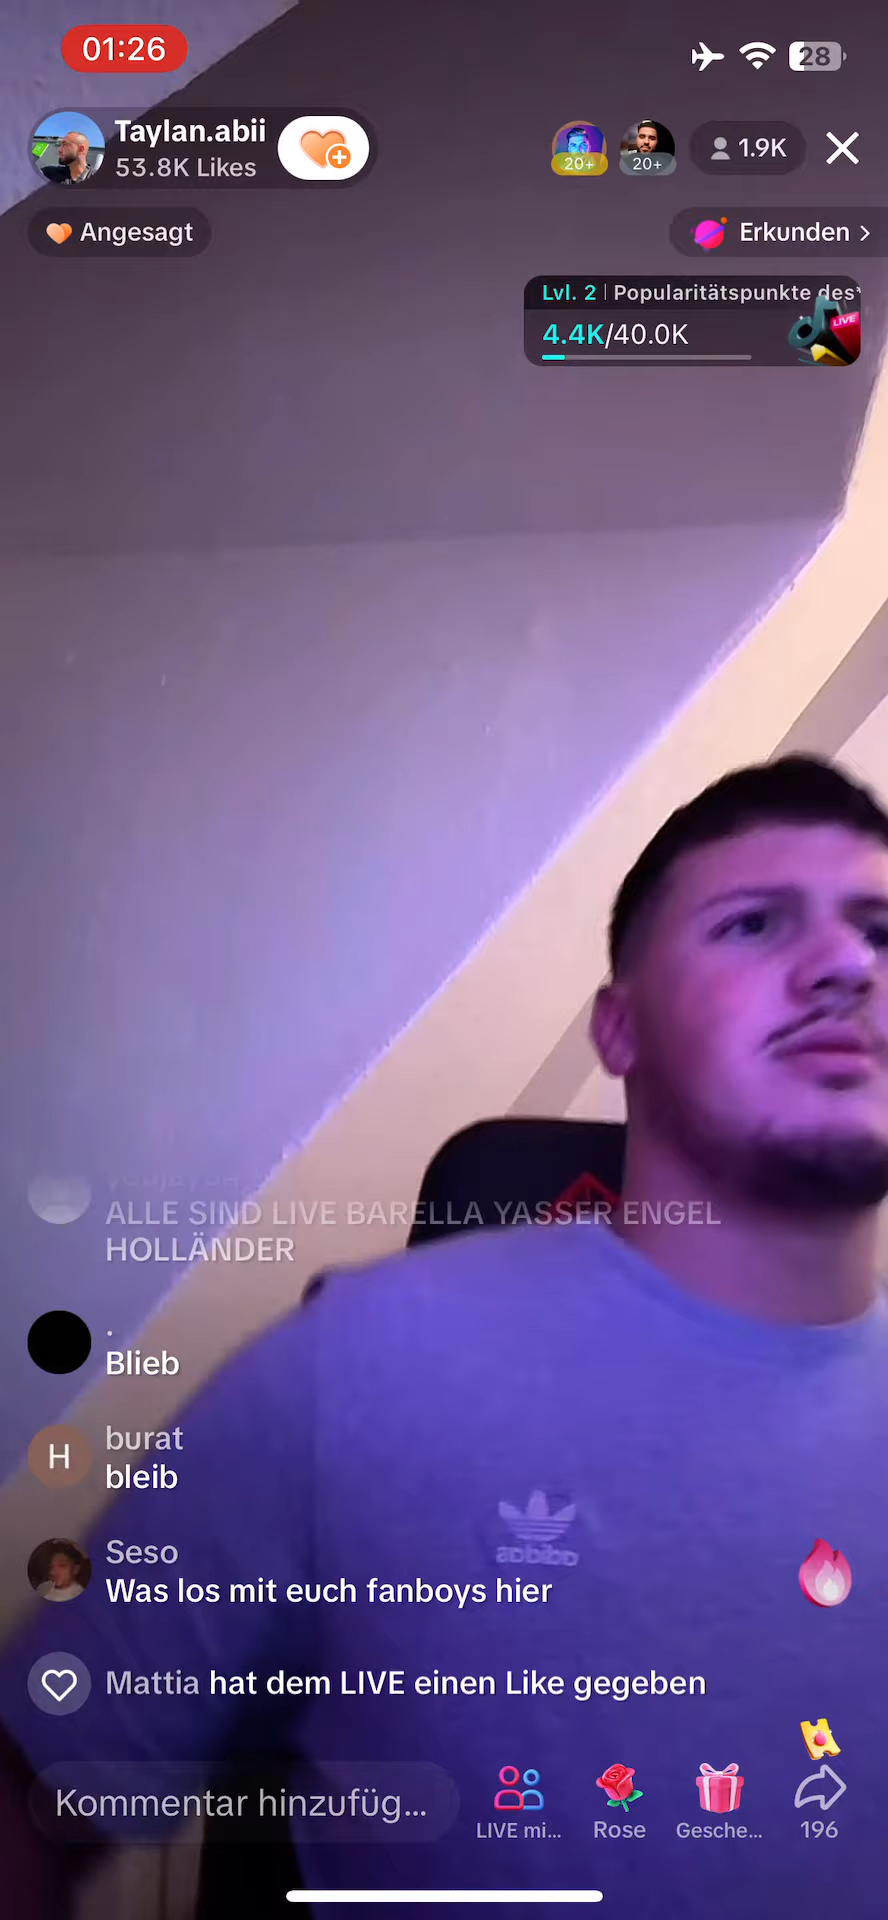 01:26
28
Taylan.abii
53.8K Likes
20+
20+
1.9K
Angesagt
Erkunden
Lvl. 2 | Popularitätspunkte des
4.4K/40.0K
LIVE
ALLE SIND LIVE BARELLA YASSER ENGEL
HOLLÄNDER
.
Blieb
H
burat
bleib
adidas
Seso
Was los mit euch fanboys hier
Mattia hat dem LIVE einen Like gegeben
Kommentar hinzufüg...
LIVE mi...
Rose
Gesche...
196